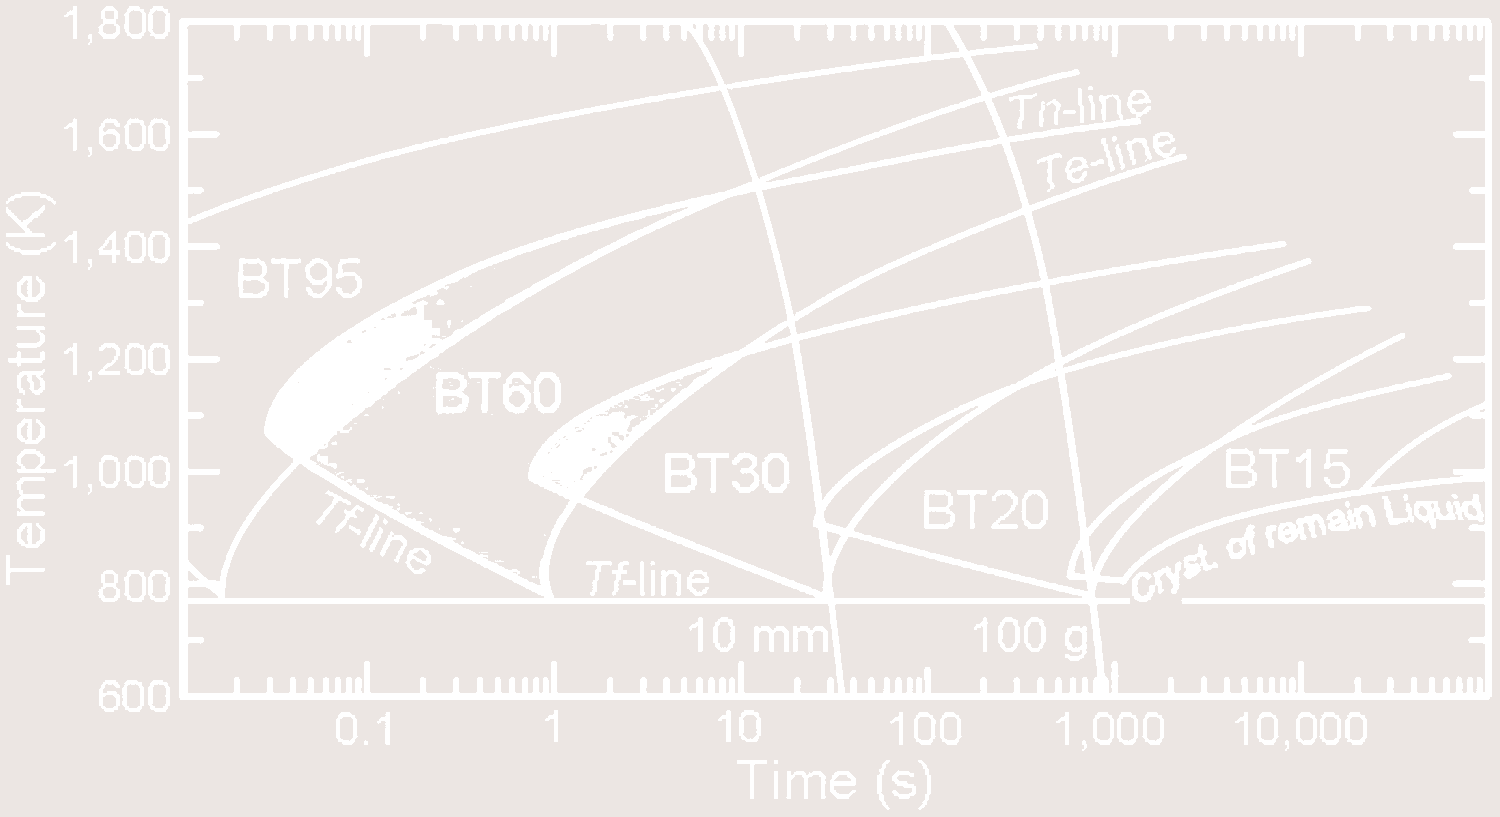 1,800
1,600
1,400
1,200
1,000
800
600
Temperature (K)
Tn-line
Te-line
BT95
BT60
BT30
BT20
BT15
Tf-line
Tf-line
Cryst. of remain Liquid
10 mm
100 g
0.1
1
10
100
1,000
10,000
Time (s)